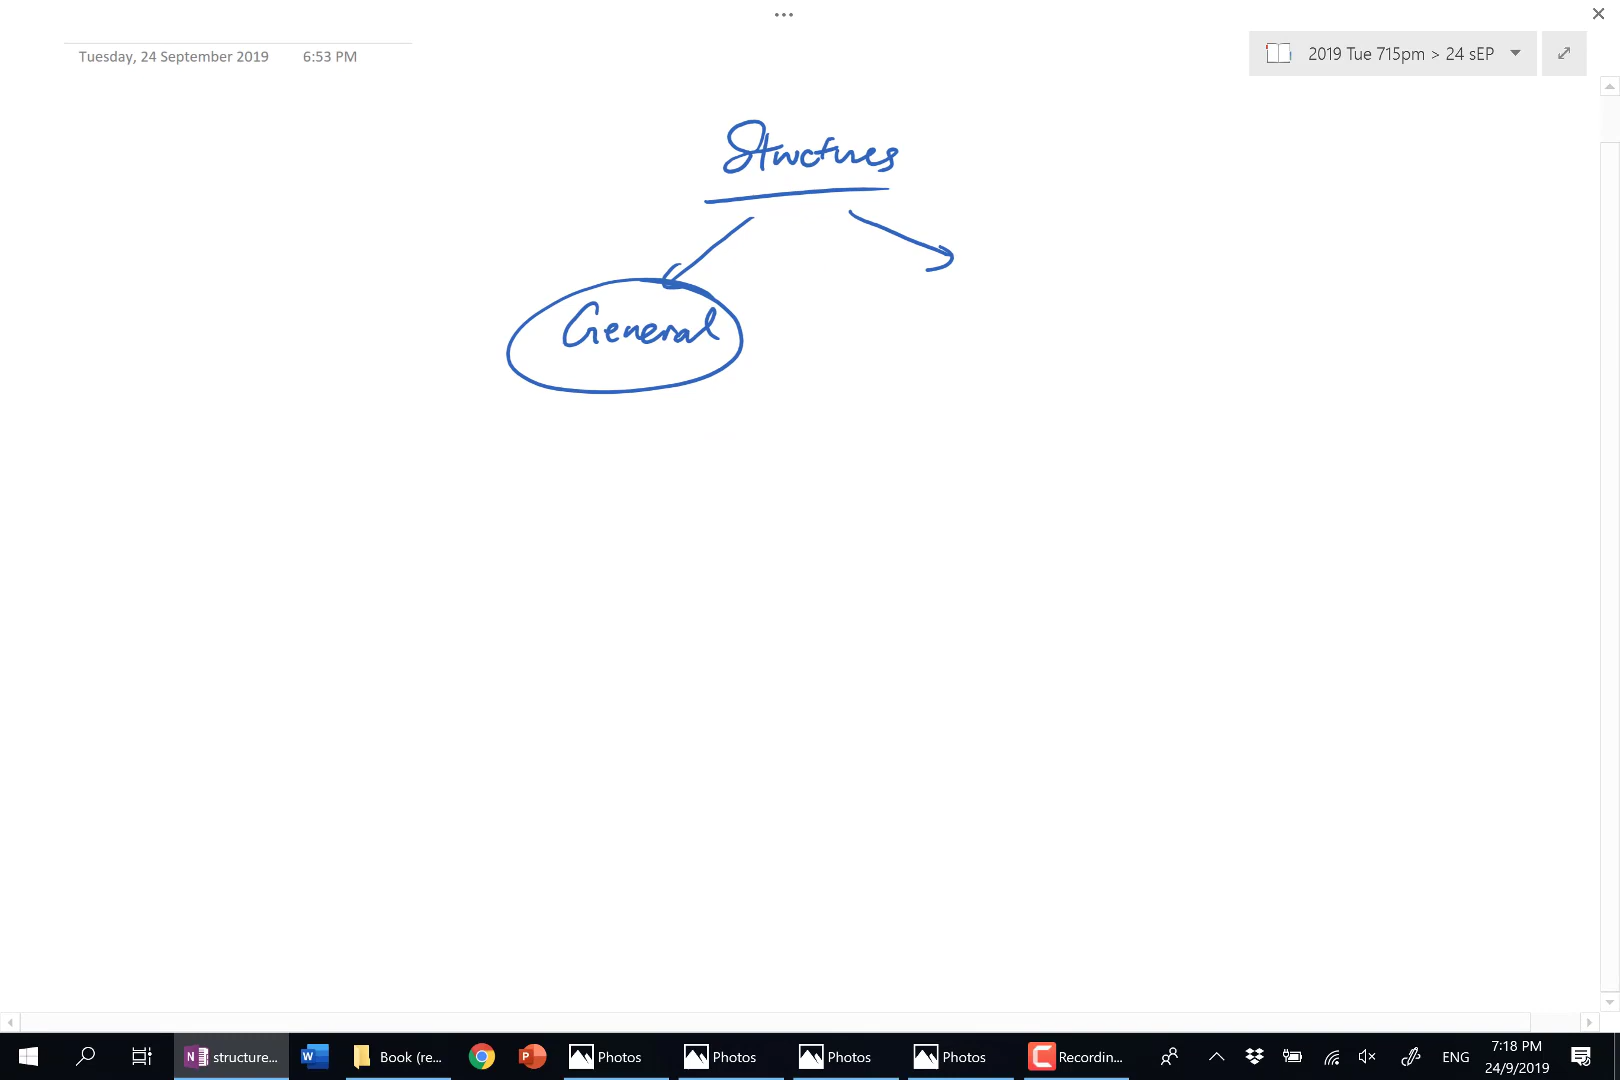 Tuesday, 24 September 2019 6:53 PM
2019 Tue 715pm > 24 sEP
Structures
General
structure...
Book (re...
Photos
Photos
Photos
Photos
Recordin...
ENG
7:18 PM
24/9/2019